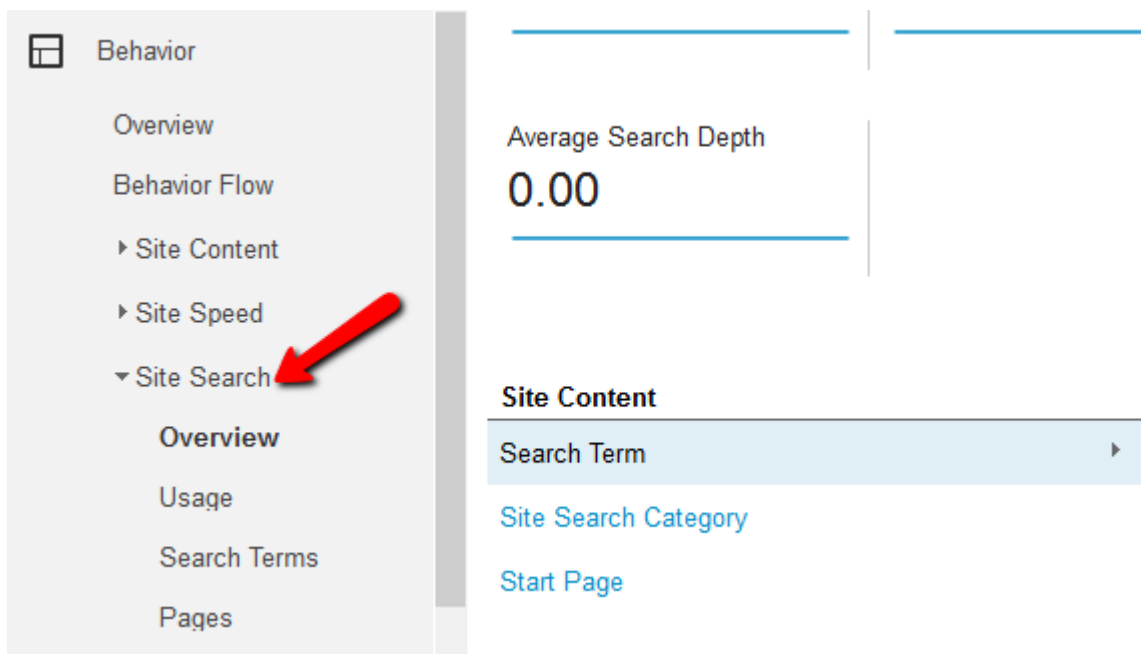 Behavior
Overview
Behavior Flow
Site Content
Site Speed
Site Search
Overview
Usage
Search Terms
Pages
Average Search Depth
0.00
Site Content
Search Term
Site Search Category
Start Page